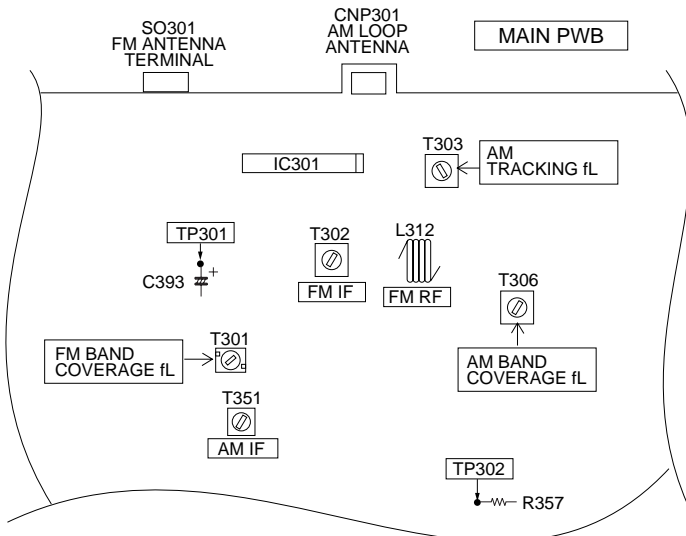 SO301
FM ANTENNA
TERMINAL
CNP301
AM LOOP
ANTENNA
MAIN PWB
IC301
T303
AM
TRACKING fL
TP301
C393
+
T302
FM IF
L312
FM RF
T306
AM BAND
COVERAGE fL
T301
FM BAND
COVERAGE fL
T351
AM IF
TP302
R357